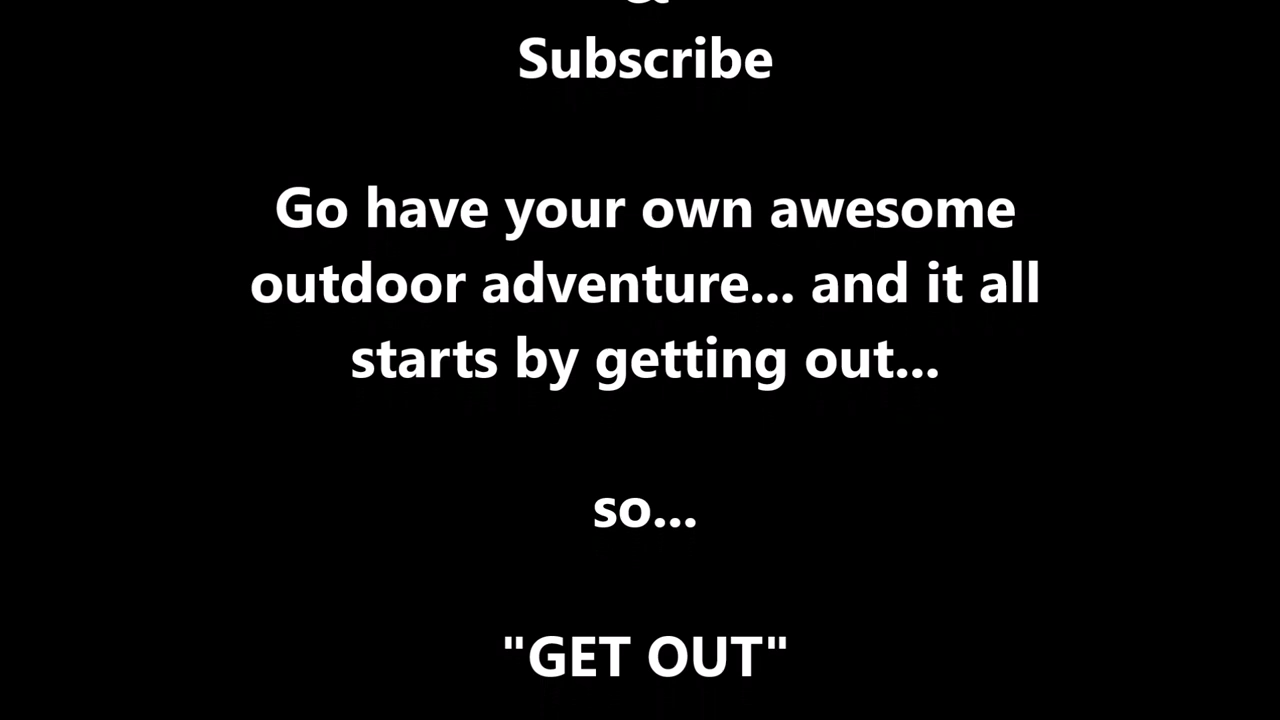 &
Subscribe
Go have your own awesome
outdoor adventure... and it all
starts by getting out...
so...
"GET OUT"